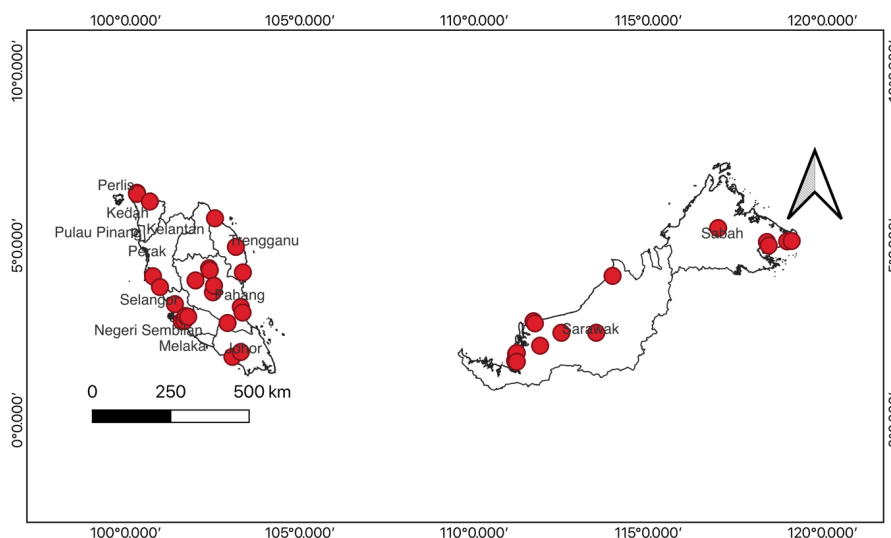 100°0.000′ 105°0.000′ 110°0.000′ 115°0.000′ 120°0.000′
10°0.000′
5°0.000′
0°0.000′
Perlis
Kedah
Pulau Pinang
Kelantan
Trengganu
Perak
Selangor
Pahang
Negeri Sembilan
Melaka
Johor
Sabah
Sarawak
0 250 500 km
100°0.000′ 105°0.000′ 110°0.000′ 115°0.000′ 120°0.000′